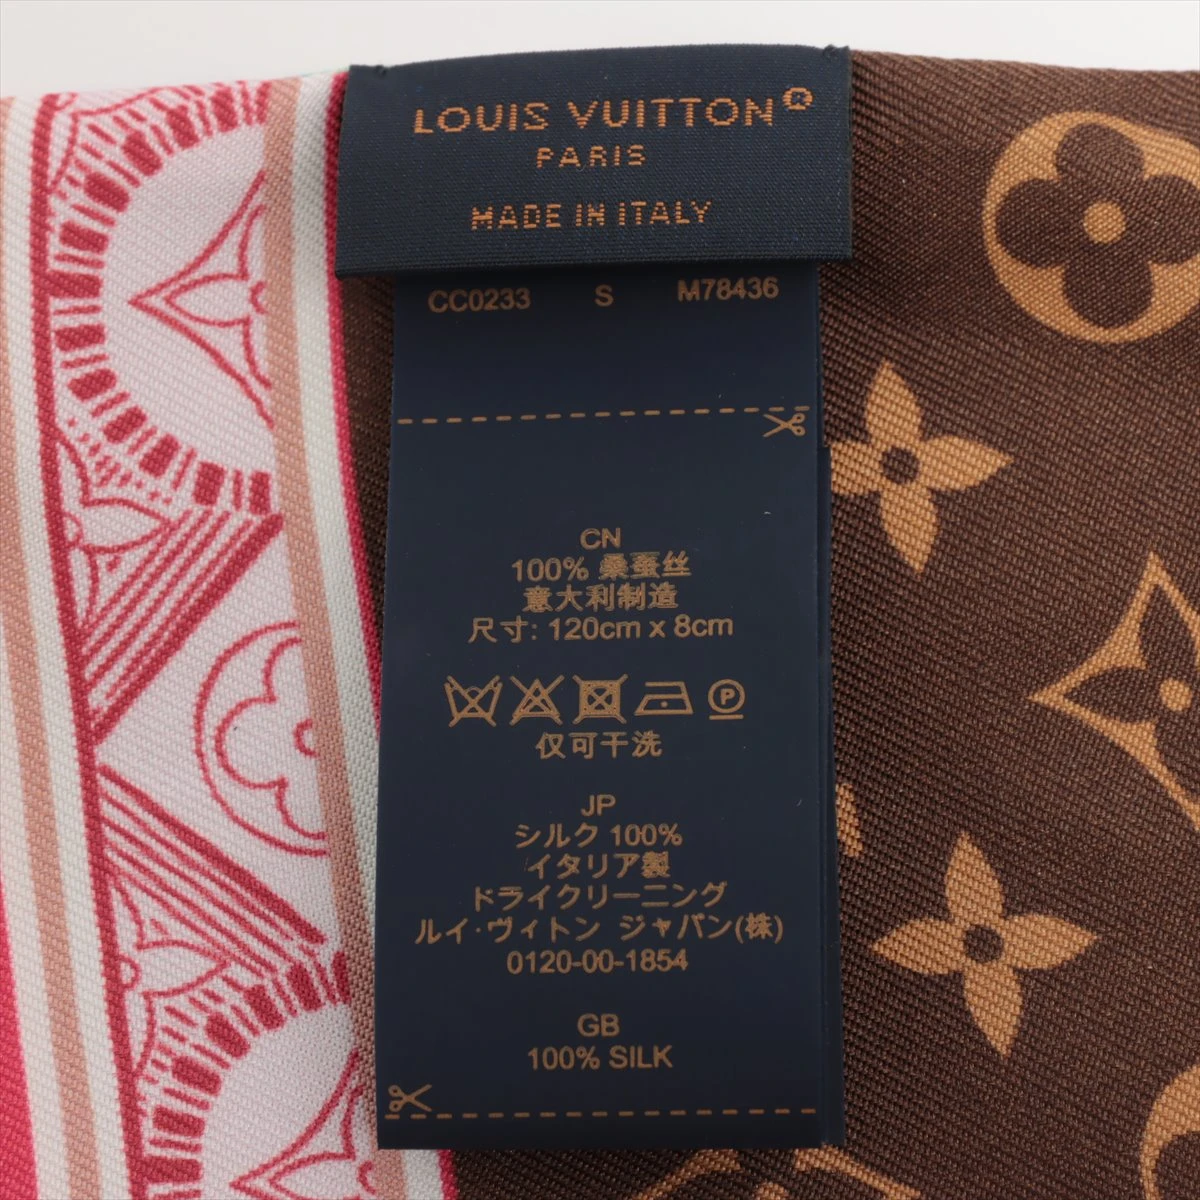 LOUIS VUITTON®
PARIS
MADE IN ITALY
CC0233 S M78436
CN
100% 桑蚕丝
意大利制造
尺寸: 120cm x 8cm
仅可干洗
JP
シルク 100%
イタリア製
ドライクリーニング
ルイ·ヴィトン ジャパン(株)
0120-00-1854
GB
100% SILK